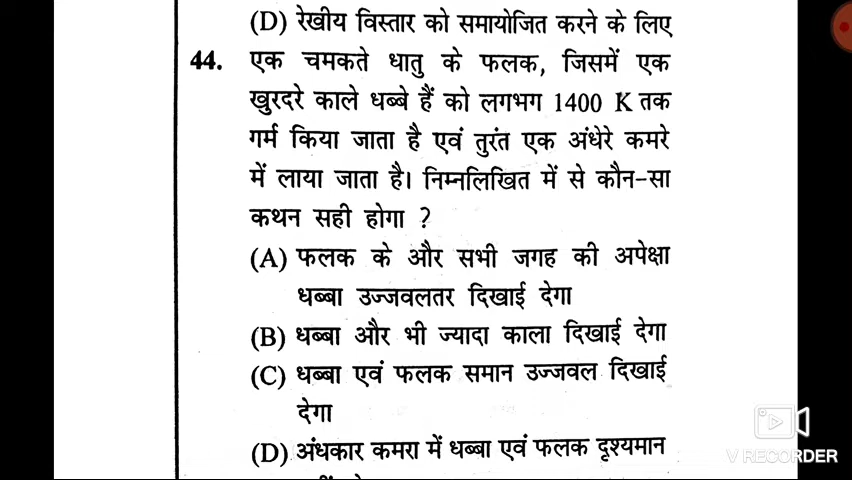 (D) रेखीय विस्तार को समायोजित करने के लिए
44. एक चमकते धातु के फलक, जिसमें एक
खुरदरे काले धब्बे हैं को लगभग 1400 K तक
गर्म किया जाता है एवं तुरंत एक अंधेरे कमरे
में लाया जाता है। निम्नलिखित में से कौन-सा
कथन सही होगा ?
(A) फलक के और सभी जगह की अपेक्षा
धब्बा उज्जवलतर दिखाई देगा
(B) धब्बा और भी ज्यादा काला दिखाई देगा
(C) धब्बा एवं फलक समान उज्जवल दिखाई
देगा
(D) अंधकार कमरा में धब्बा एवं फलक दृश्यमान
V RECORDER